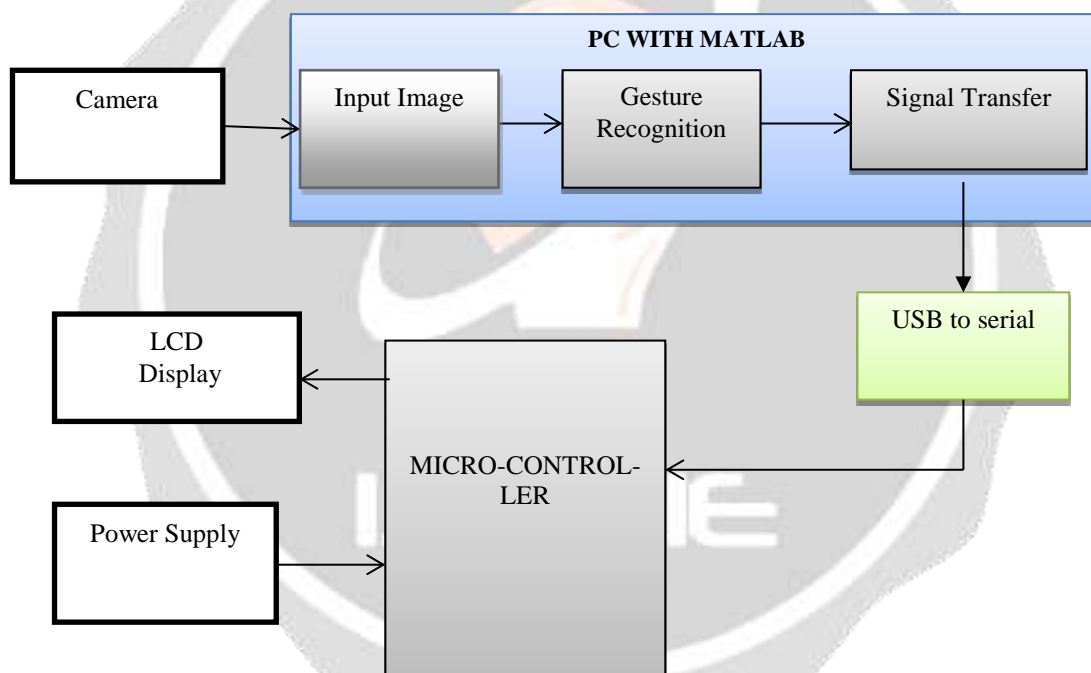 PC WITH MATLAB
Camera
Input Image
Gesture
Recognition
Signal Transfer
USB to serial
LCD
Display
MICRO-CONTROL-
LER
Power Supply